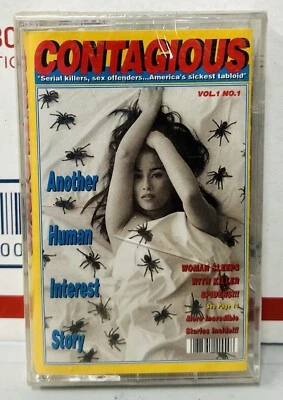 CONTAGIOUS
"Serial killers, sex offenders...America's sickest tabloid"
VOL.1 NO.1
Another
Human
Interest
Story
WOMAN SLEEPS
WITH KILLER
SPIDERS!!!
More Incredible
Stories Inside!!!